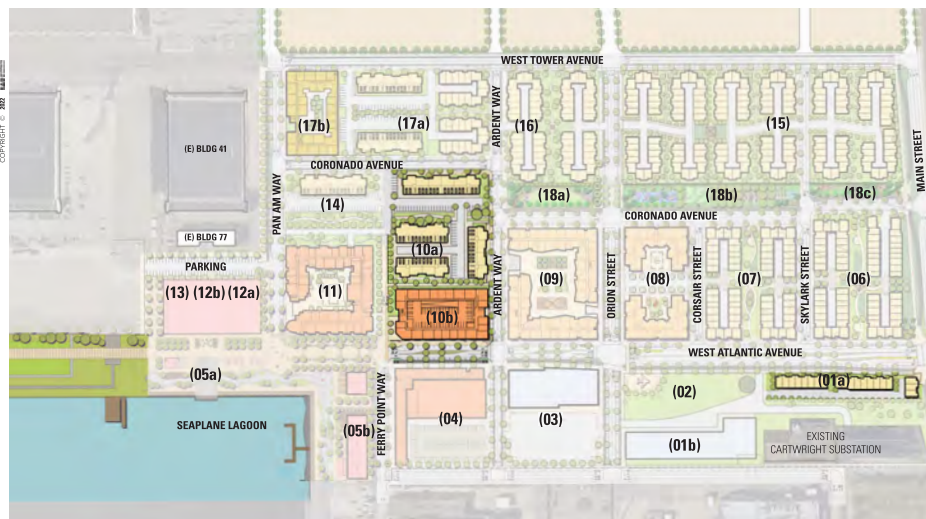 WEST TOWER AVENUE
COPYRIGHT © 2022
(17b)
(17a)
ARDENT WAY
(16)
(15)
MAIN STREET
(E) BLDG 41
CORONADO AVENUE
PAN AM WAY
(14)
(18a)
(18b)
(18c)
CORONADO AVENUE
(E) BLDG 77
PARKING
(10a)
ARDENT WAY
(13) (12b) (12a)
(11)
(09)
ORION STREET
(08)
CORSAIR STREET
(07)
SKYLARK STREET
(06)
(10b)
WEST ATLANTIC AVENUE
(05a)
FERRY POINT WAY
(02)
(01a)
SEAPLANE LAGOON
(05b)
(04)
(03)
(01b)
EXISTING
CARTWRIGHT SUBSTATION